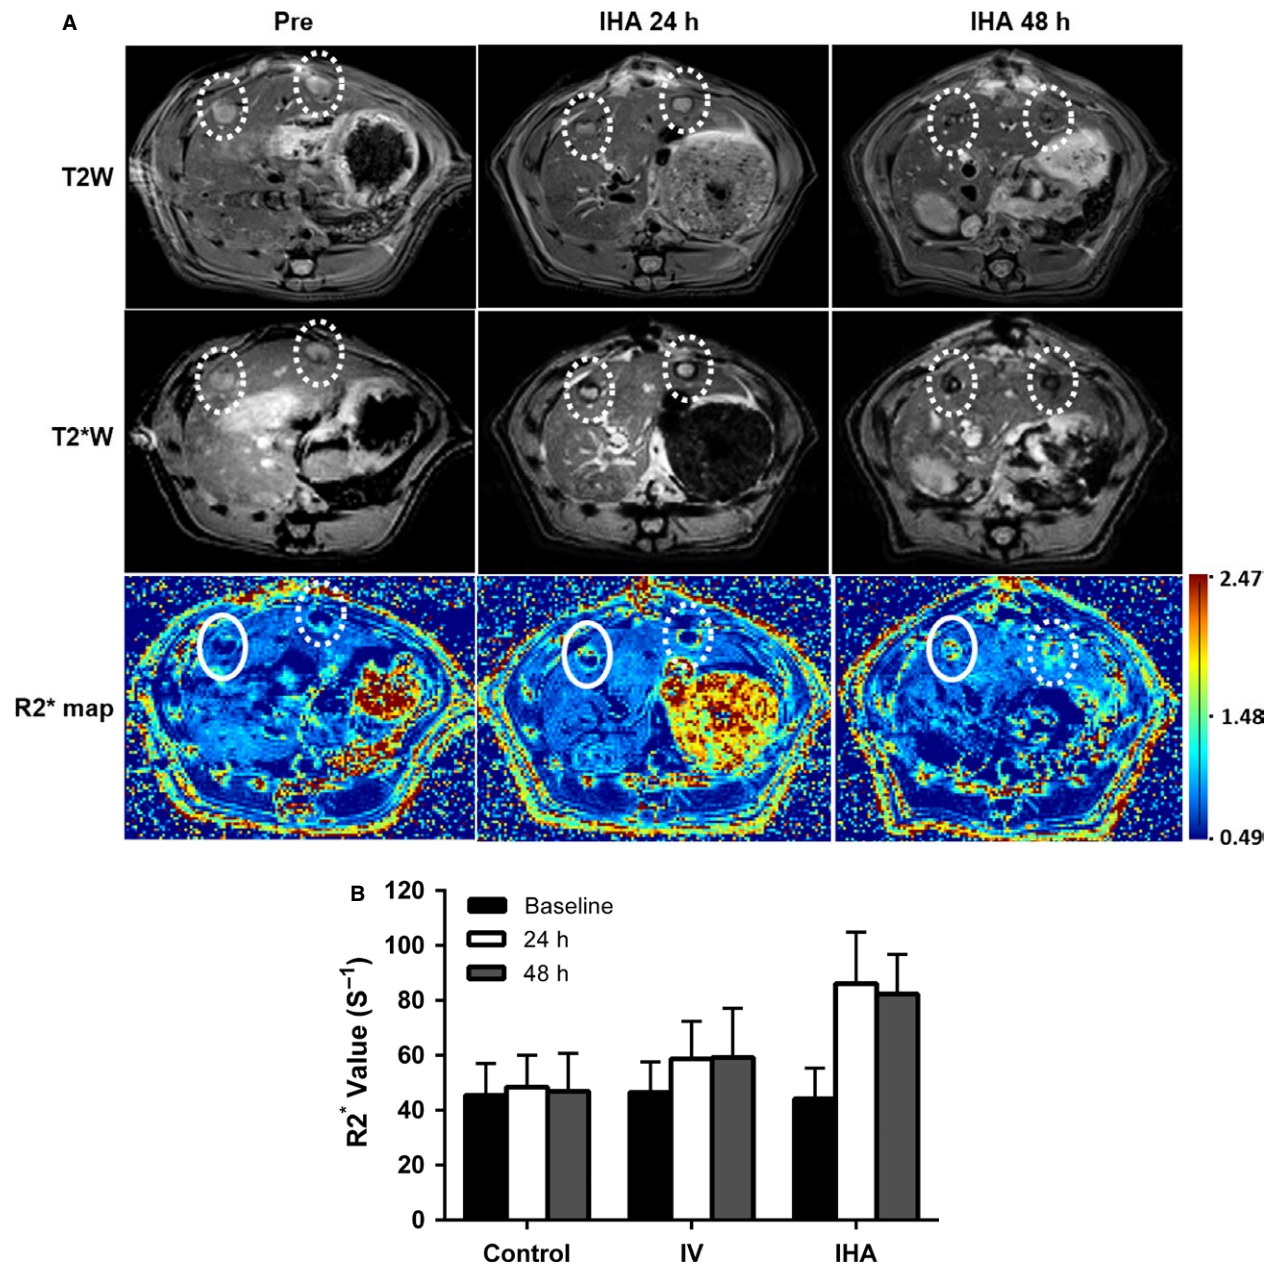 A
Pre
IHA 24 h
IHA 48 h
T2W
T2*W
R2* map
2.47
1.48
0.49
B
Baseline
24 h
48 h
R2* Value (S⁻¹)
120
100
80
60
40
20
0
Control
IV
IHA